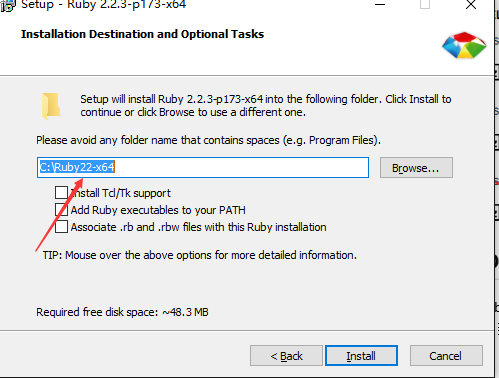 Setup - Ruby 2.2.3-p173-x64
Installation Destination and Optional Tasks
Setup will install Ruby 2.2.3-p173-x64 into the following folder. Click Install to
continue or click Browse to use a different one.
Please avoid any folder name that contains spaces (e.g. Program Files).
C:\Ruby22-x64
Browse...
Install Tcl/Tk support
Add Ruby executables to your PATH
Associate .rb and .rbw files with this Ruby installation
TIP: Mouse over the above options for more detailed information.
Required free disk space: ~48.3 MB
< Back
Install
Cancel